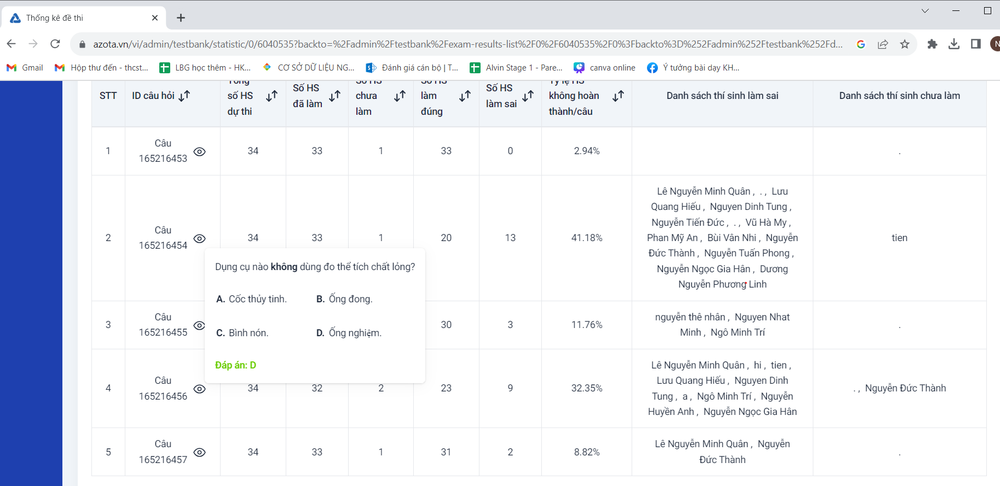 Thống kê đề thi
azota.vn/vi/admin/testbank/statistic/0/6040535?backto=%2Fadmin%2Ftestbank%2Fexam-results-list%2F0%2F6040535%2F0%3Fbackto%3D%252Fadmin%252Ftestbank%252Fd...
N
Gmail
Hộp thư đến - thcst...
LBG học thêm - HK...
CƠ SỞ DỮ LIỆU NG...
Đánh giá cán bộ | T...
Alvin Stage 1 - Pare...
canva online
Ý tưởng bài dạy KH...
STT
ID câu hỏi
Tổng
số HS
dự thi
Số HS
đã làm
Số HS
chưa
làm
Số HS
làm
đúng
Số HS
làm sai
Tỷ lệ HS
không hoàn
thành/câu
Danh sách thí sinh làm sai
Danh sách thí sinh chưa làm
1
Câu
165216453
34
33
1
33
0
2.94%
.
2
Câu
165216454
34
33
1
20
13
41.18%
Lê Nguyễn Minh Quân , . , Lưu
Quang Hiếu , Nguyen Dinh Tung ,
Nguyễn Tiến Đức , . , Vũ Hà My ,
Phan Mỹ An , Bùi Vân Nhi , Nguyễn
Đức Thành , Nguyễn Tuấn Phong ,
Nguyễn Ngọc Gia Hân , Dương
Nguyễn Phương Linh
tien
Dụng cụ nào không dùng đo thể tích chất lỏng?
A. Cốc thủy tinh.
B. Ống đong.
C. Bình nón.
D. Ống nghiệm.
Đáp án: D
3
Câu
165216455
30
3
11.76%
nguyễn thê nhân , Nguyen Nhat
Minh , Ngô Minh Trí
.
4
Câu
165216456
34
32
2
23
9
32.35%
Lê Nguyễn Minh Quân , hi , tien ,
Lưu Quang Hiếu , Nguyen Dinh
Tung , a , Ngô Minh Trí , Nguyễn
Huyền Anh , Nguyễn Ngọc Gia Hân
. , Nguyễn Đức Thành
5
Câu
165216457
34
33
1
31
2
8.82%
Lê Nguyễn Minh Quân , Nguyễn
Đức Thành
.